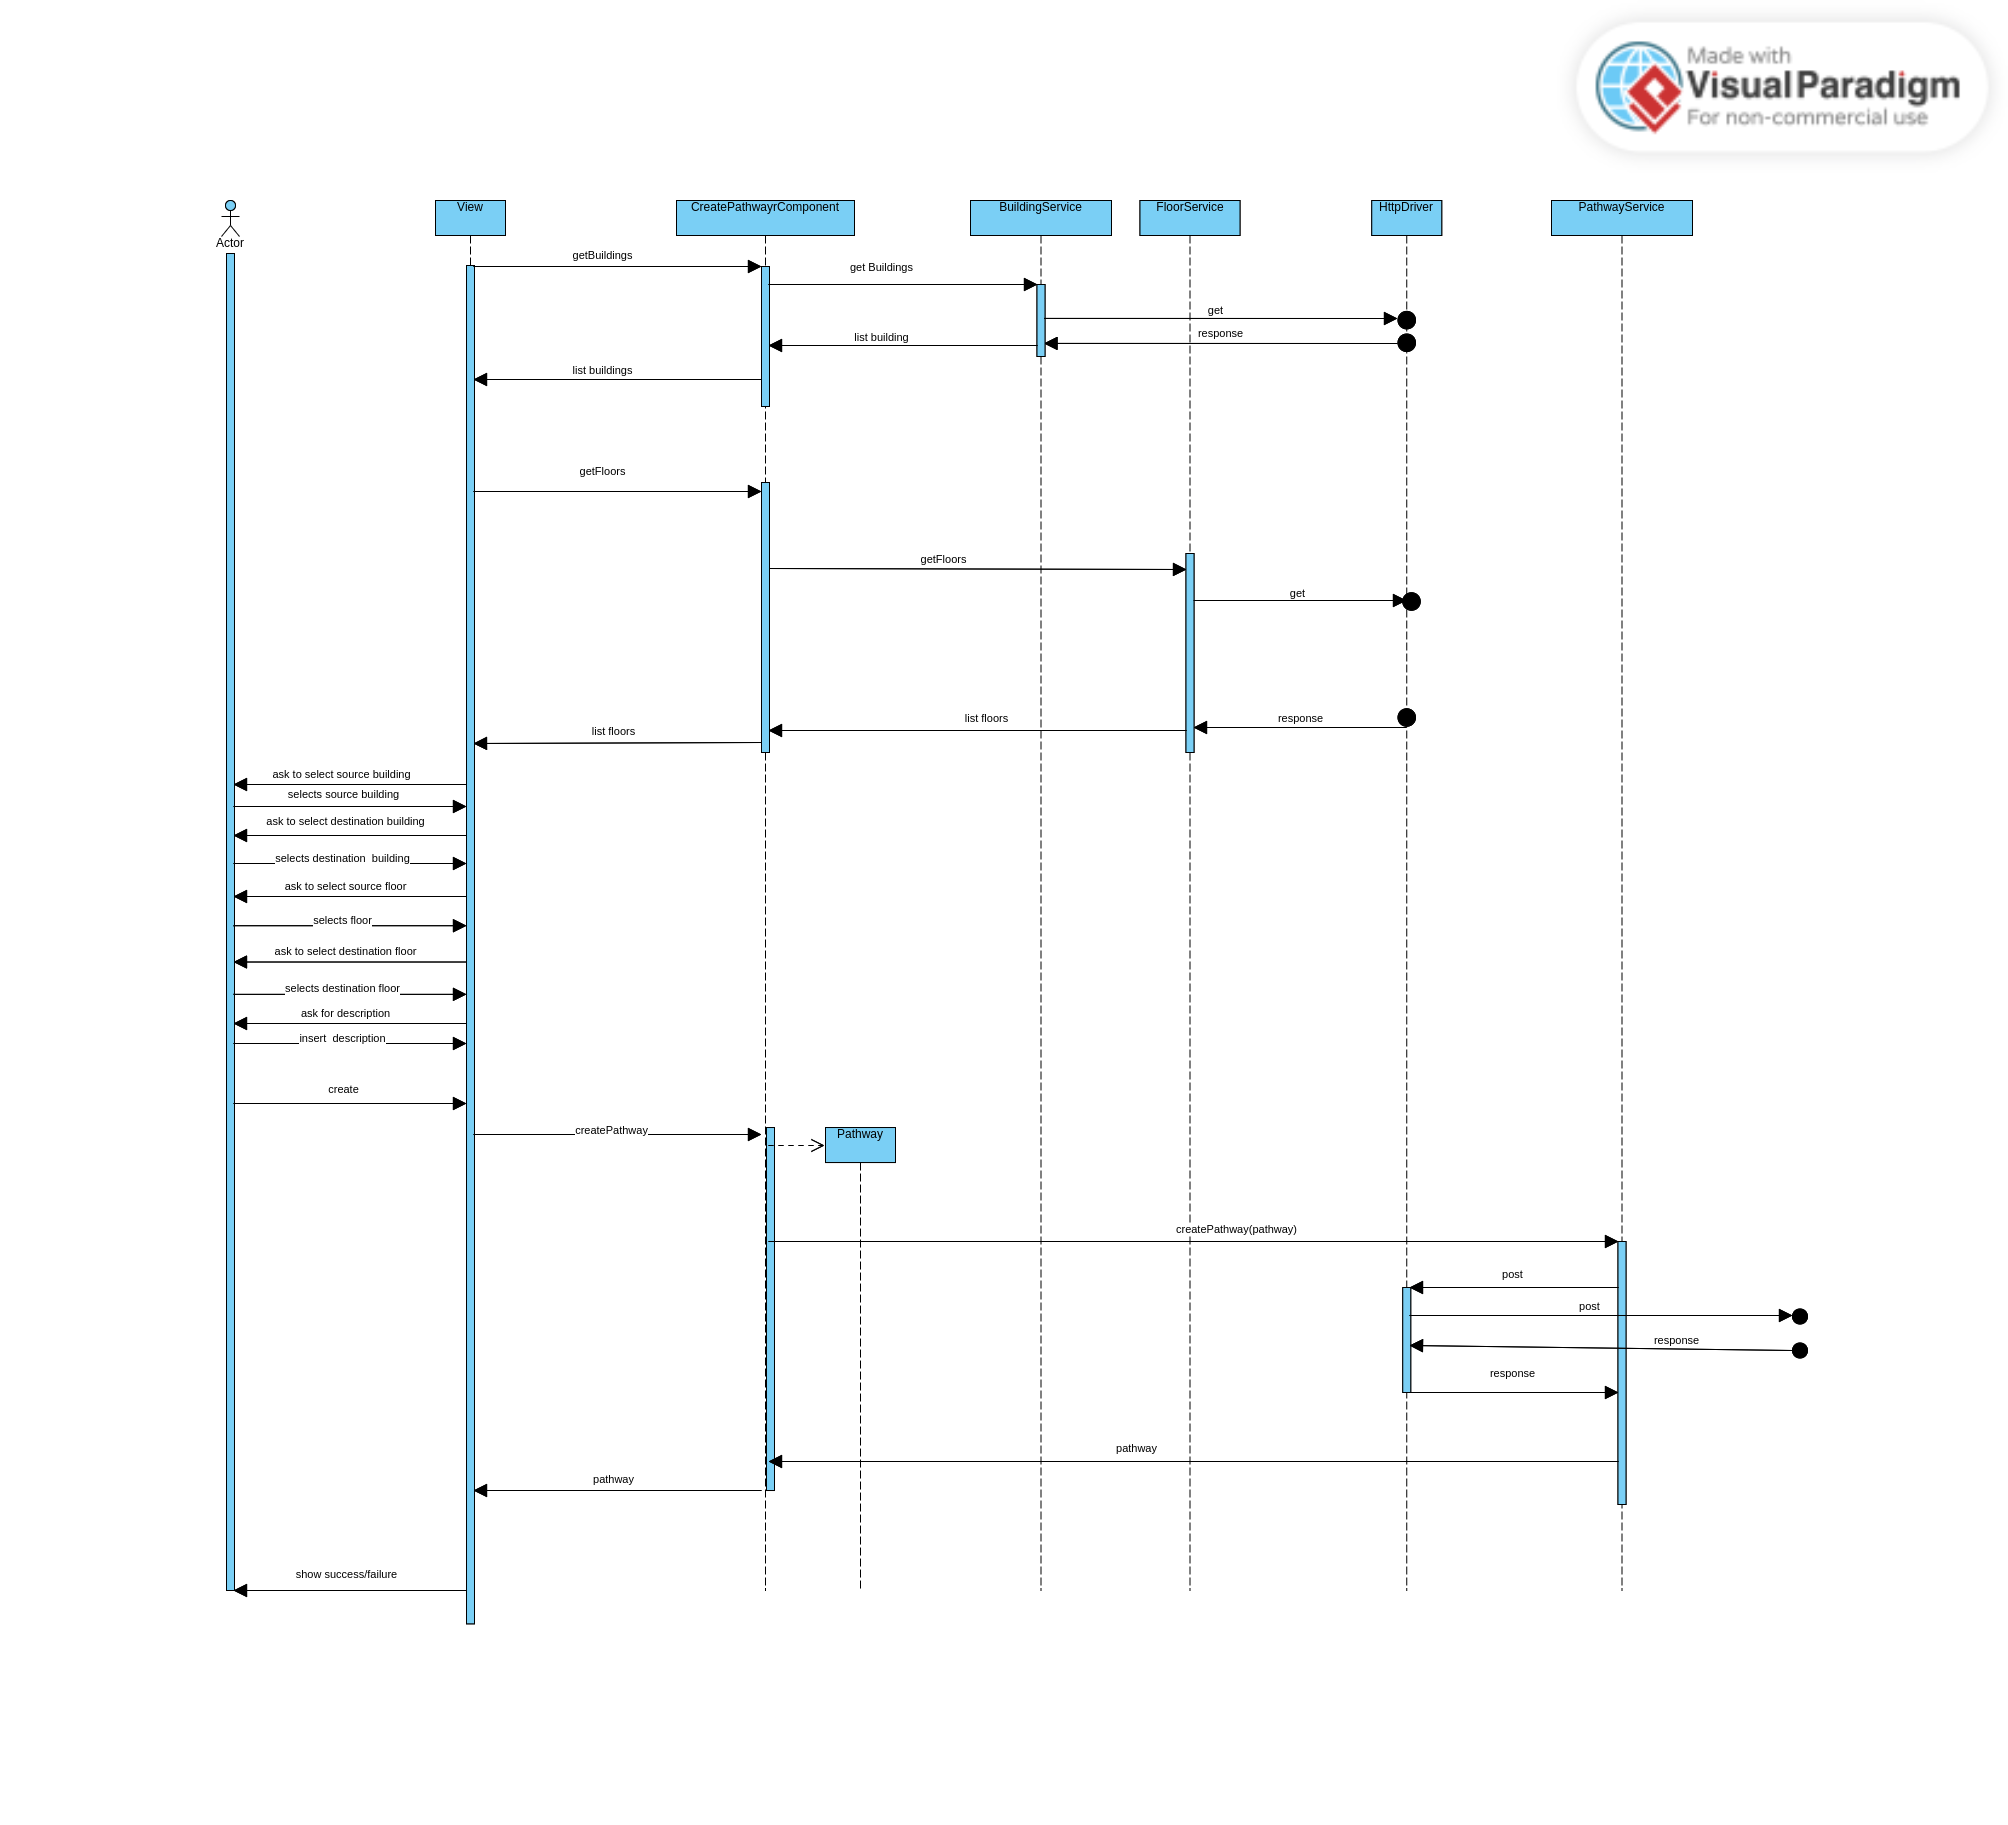 Made with
Visual Paradigm
For non-commercial use
Actor
View
CreatePathwayrComponent
BuildingService
FloorService
HttpDriver
PathwayService
getBuildings
get Buildings
get
response
list building
list buildings
getFloors
getFloors
get
response
list floors
list floors
ask to select source building
selects source building
ask to select destination building
selects destination  building
ask to select source floor
selects floor
ask to select destination floor
selects destination floor
ask for description
insert  description
create
createPathway
Pathway
createPathway(pathway)
post
post
response
response
pathway
pathway
show success/failure